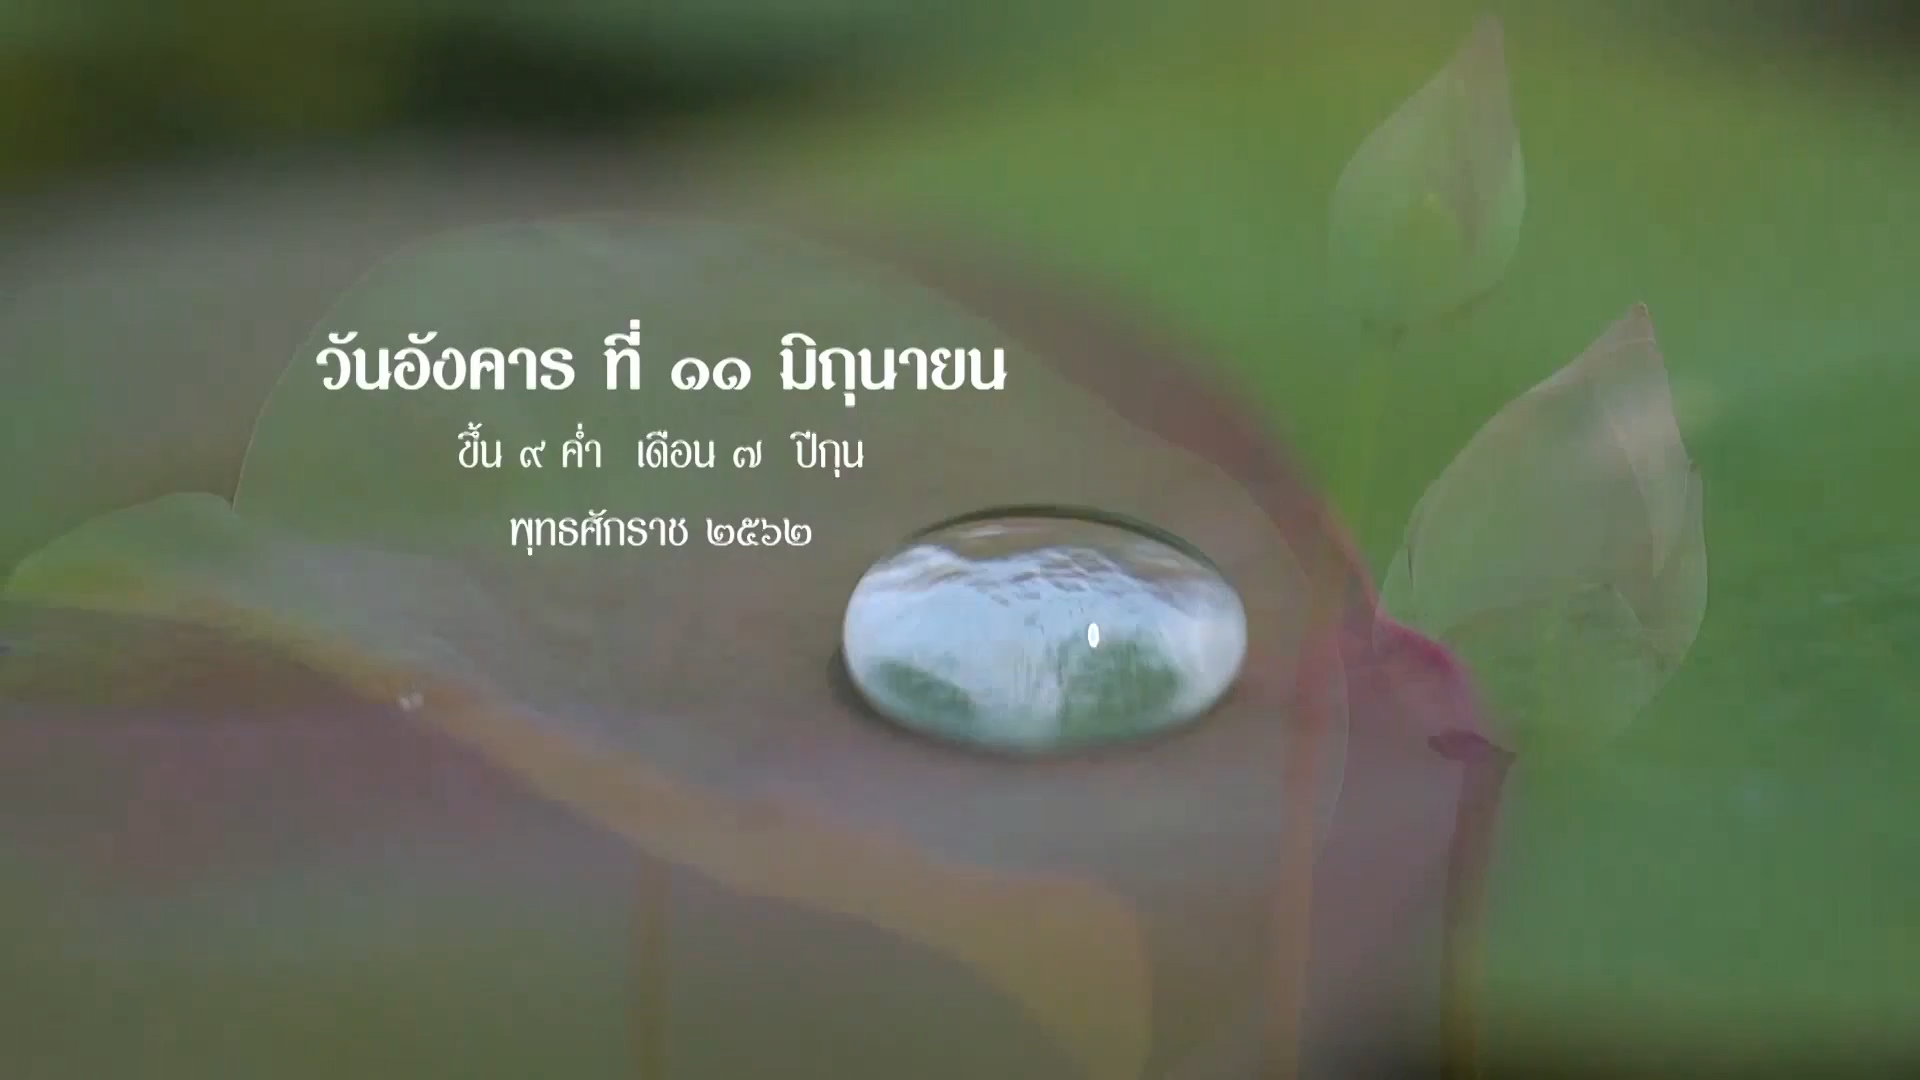 วันอังคาร ที่ ๑๑ มิถุนายน
ขึ้น ๙ ค่ำ เดือน ๗ ปีกุน
พุทธศักราช ๒๕๖๒